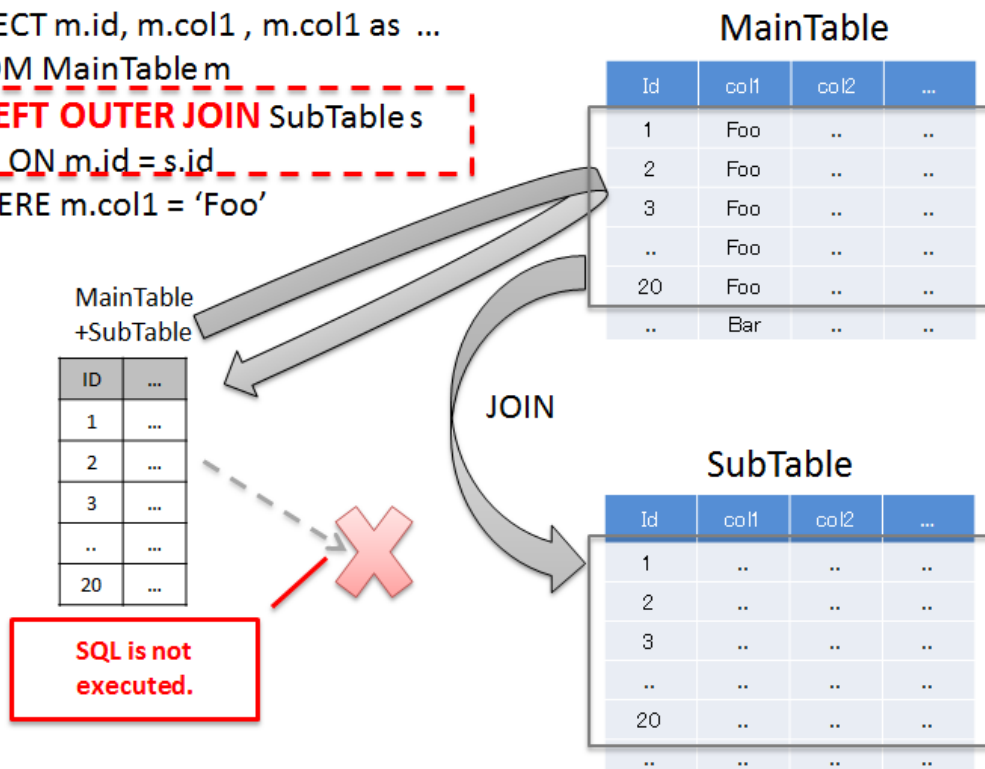 ECT m.id, m.col1 , m.col1 as ...
OM MainTable m
EFT OUTER JOIN SubTable s
ON m.id = s.id
ERE m.col1 = ‘Foo’
MainTable
Id col1 col2 ...
1 Foo .. ..
2 Foo .. ..
3 Foo .. ..
.. Foo .. ..
20 Foo .. ..
.. Bar .. ..
MainTable
+SubTable
ID ...
1 ...
2 ...
3 ...
.. ...
20 ...
JOIN
SQL is not
executed.
SubTable
Id col1 col2 ...
1 .. .. ..
2 .. .. ..
3 .. .. ..
.. .. .. ..
20 .. .. ..
.. .. .. ..